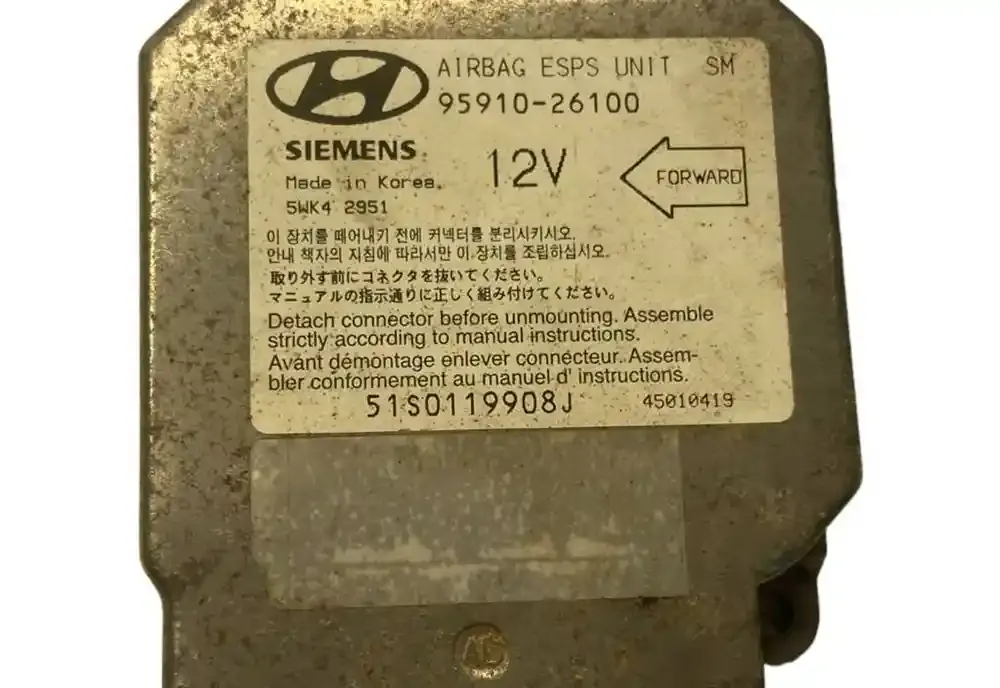 AIRBAG ESPS UNIT SM
95910-26100
SIEMENS
12V
FORWARD
Made in Korea.
5WK4 2951
이 장치를 떼어내기 전에 커넥터를 분리시키시오.
안내 책자의 지침에 따라서만 이 장치를 조립하십시오.
取り外す前にコネクタを抜いてください。
マニュアルの指示通りに正しく組み付けてください。
Detach connector before unmounting. Assemble
strictly according to manual instructions.
Avant démontage enlever connecteur. Assem-
bler conformement au manuel d' instructions.
51S0119908J 45010419